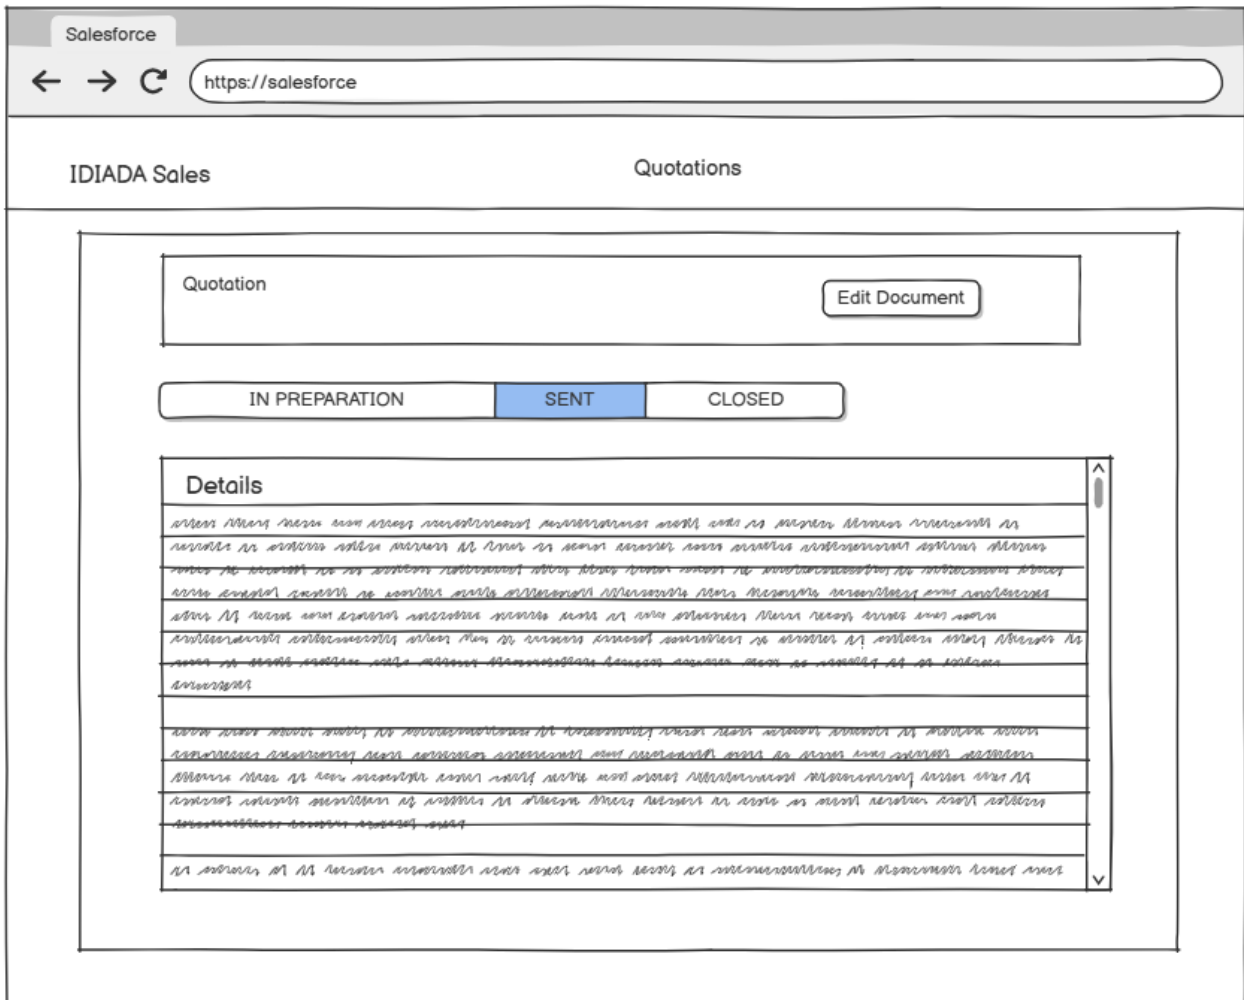 Salesforce
https://salesforce
IDIADA Sales
Quotations
Quotation
Edit Document
IN PREPARATION
SENT
CLOSED
Details